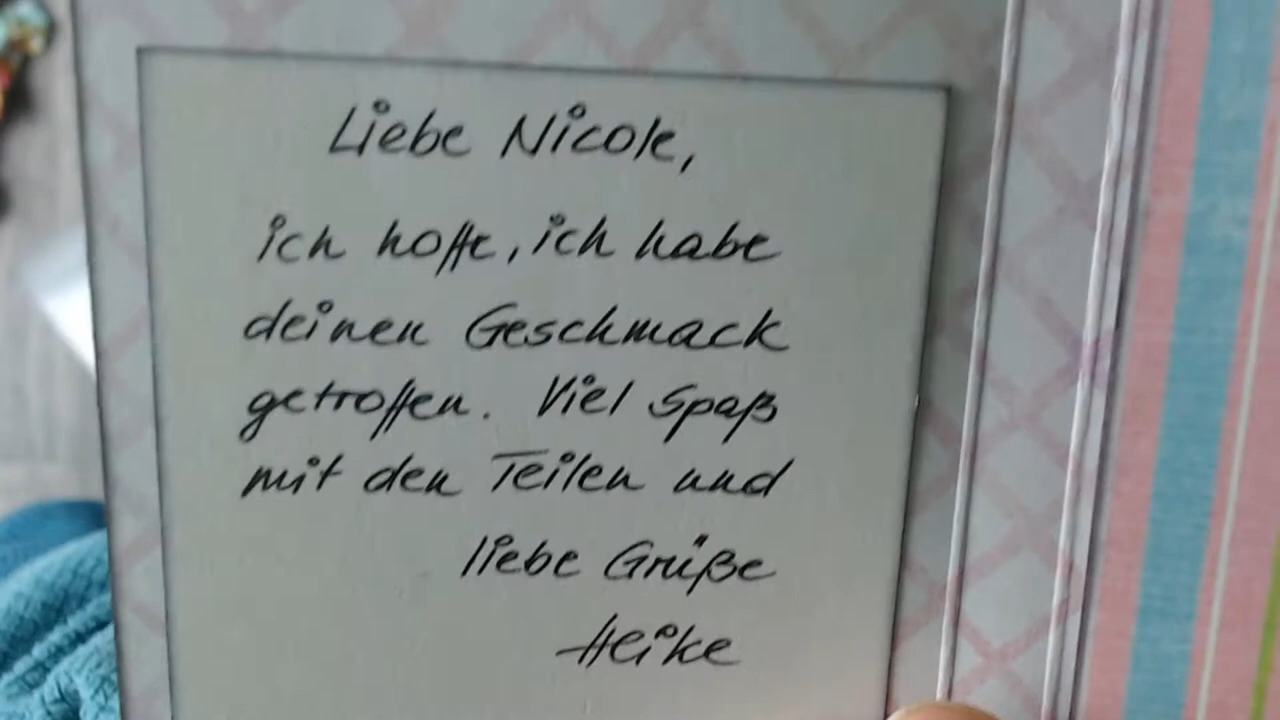 Liebe Nicole,
ich hoffe, ich habe
deinen Geschmack
getroffen. Viel Spaß
mit den Teilen und
liebe Grüße
Heike